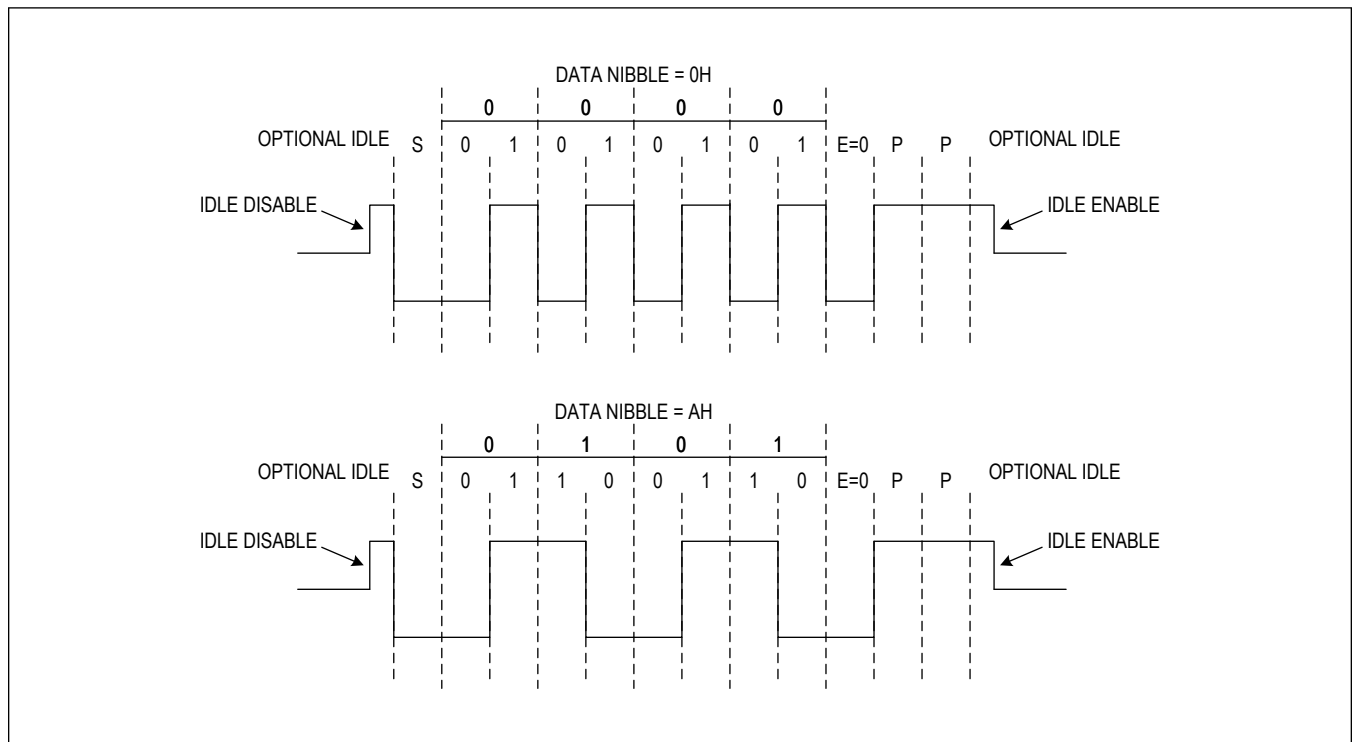 DATA NIBBLE = 0H
0 0 0 0
OPTIONAL IDLE S 0 1 0 1 0 1 0 1 E=0 P P OPTIONAL IDLE
IDLE DISABLE IDLE ENABLE
DATA NIBBLE = AH
0 1 0 1
OPTIONAL IDLE S 0 1 1 0 0 1 1 0 E=0 P P OPTIONAL IDLE
IDLE DISABLE IDLE ENABLE